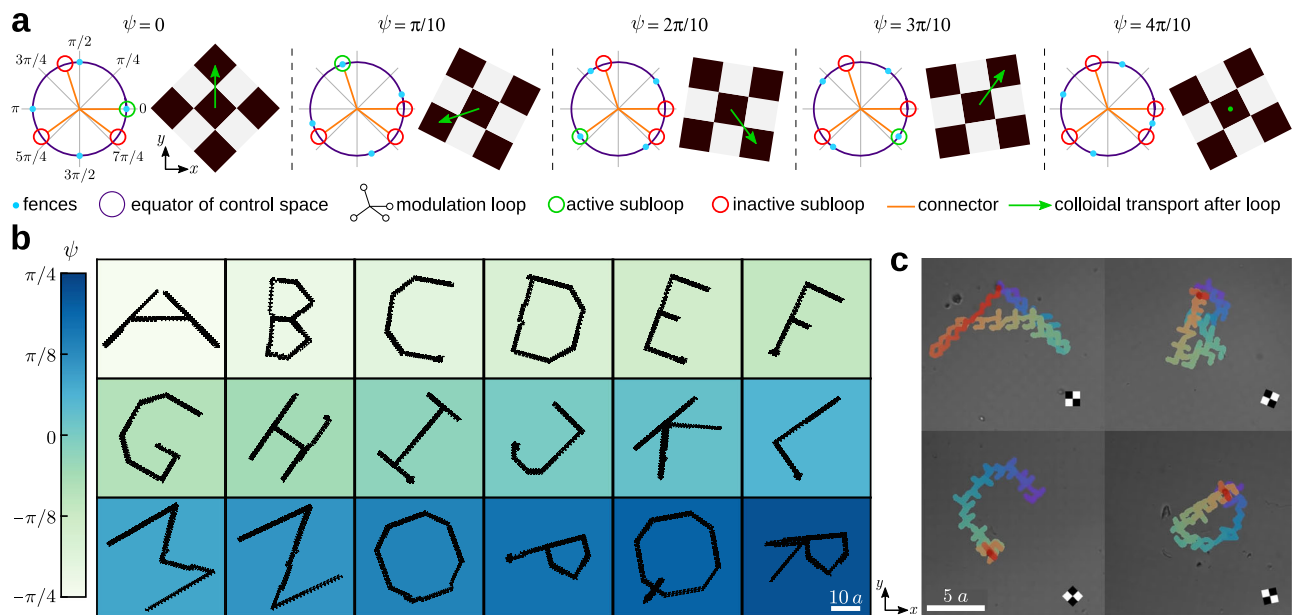 a
ψ = 0
ψ = π/10
ψ = 2π/10
ψ = 3π/10
ψ = 4π/10
π/2
3π/4
π/4
π
0
5π/4
7π/4
3π/2
y
x
fences
equator of control space
modulation loop
active subloop
inactive subloop
connector
colloidal transport after loop
b
ψ
π/4
π/8
0
−π/8
−π/4
A B C D E F
G H I J K L
M N O P Q R
10 a
y
x
c
5 a